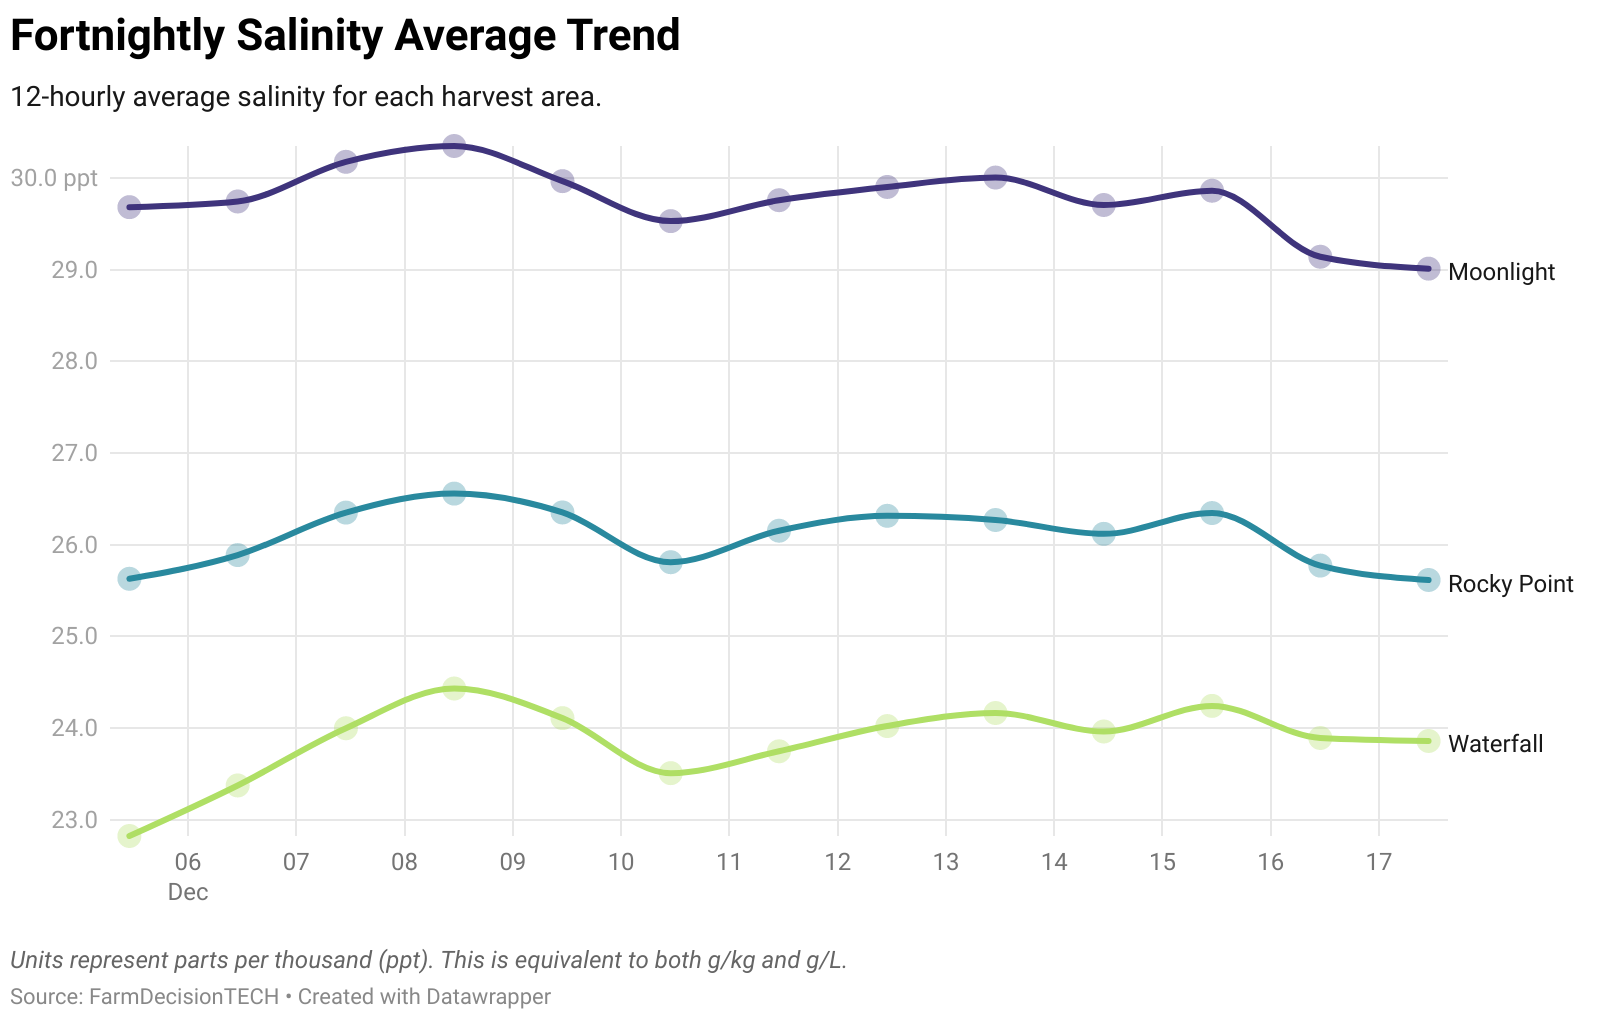 Fortnightly Salinity Average Trend
12-hourly average salinity for each harvest area.
30.0 ppt
29.0
Moonlight
28.0
27.0
26.0
Rocky Point
25.0
24.0
Waterfall
23.0
06 07 08 09 10 11 12 13 14 15 16 17
Dec
Units represent parts per thousand (ppt). This is equivalent to both g/kg and g/L.
Source: FarmDecisionTECH • Created with Datawrapper